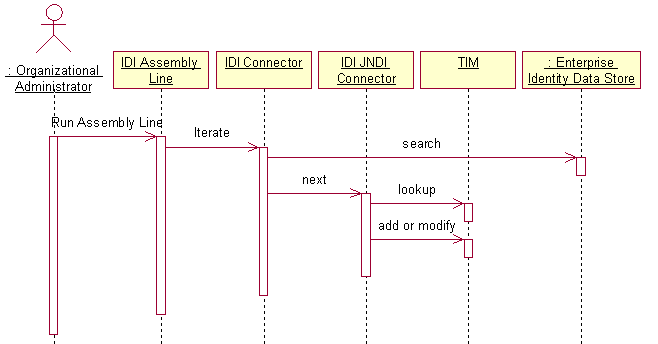 : Organizational
Administrator
IDI Assembly
Line
IDI Connector
IDI JNDI
Connector
TIM
: Enterprise
Identity Data Store
Run Assembly Line
Iterate
search
next
lookup
add or modify